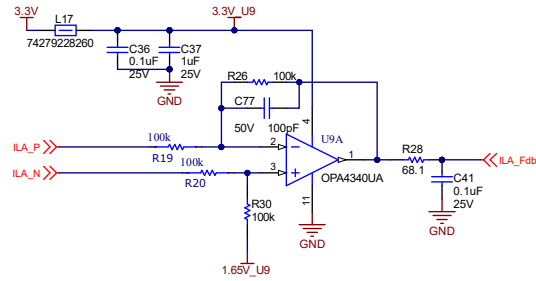 3.3V
L17
3.3V_U9
74279228260
C36
0.1uF
25V
C37
1uF
25V
GND
R26
100k
C77
50V
100pF
4
U9A
ILA_P
100k
R19
2
1
R28
68.1
ILA_Fdb
ILA_N
100k
R20
3
OPA4340UA
C41
0.1uF
25V
R30
100k
11
GND
GND
1.65V_U9